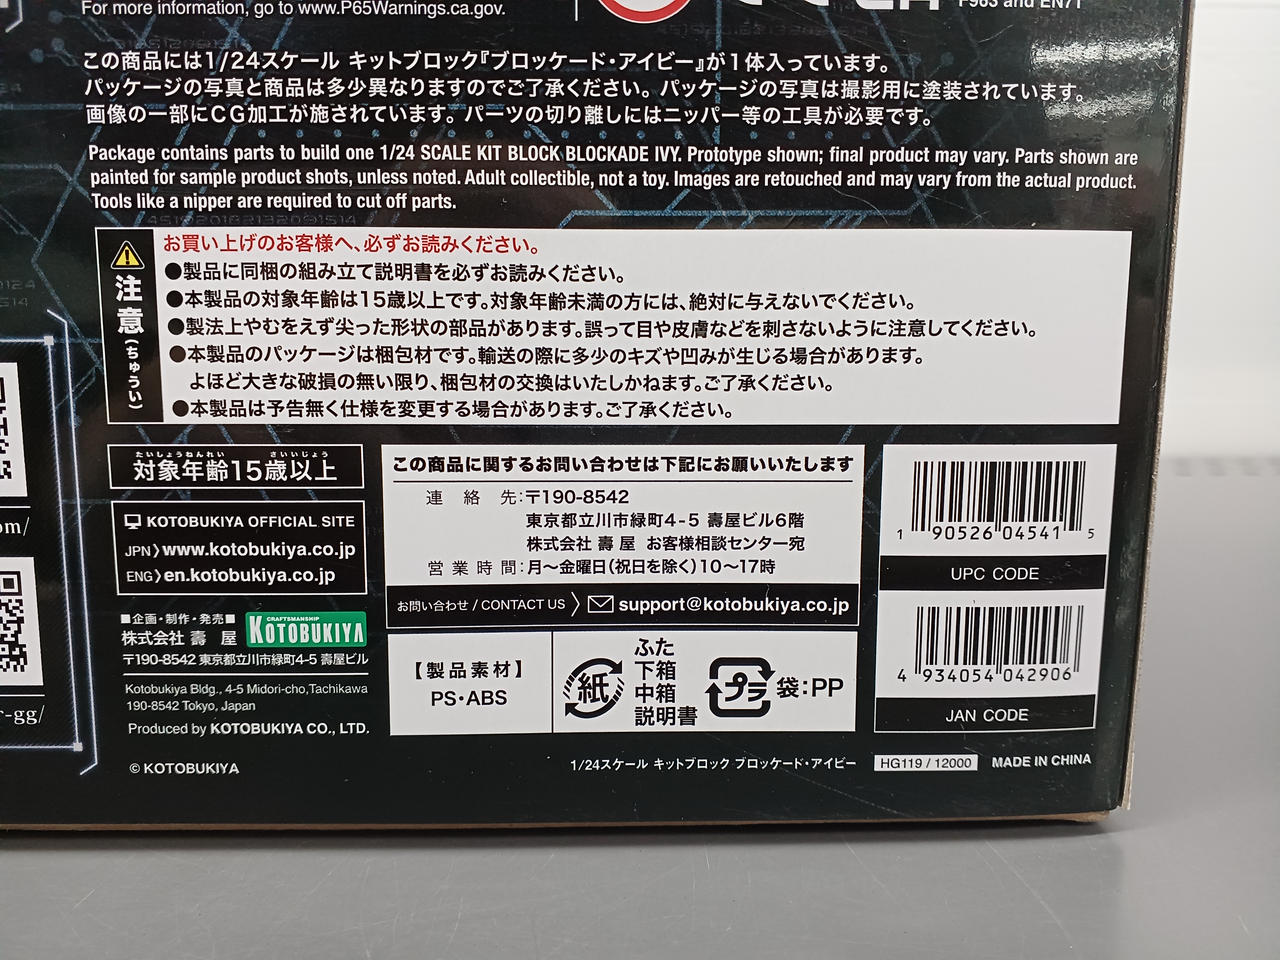 For more information, go to www.P65Warnings.ca.gov.
F963 and EN71
この商品には1/24スケール キットブロック『ブロッケード・アイビー』が1体入っています。
パッケージの写真と商品は多少異なりますのでご了承ください。パッケージの写真は撮影用に塗装されています。
画像の一部にCG加工が施されています。パーツの切り離しにはニッパー等の工具が必要です。
Package contains parts to build one 1/24 SCALE KIT BLOCK BLOCKADE IVY. Prototype shown; final product may vary. Parts shown are
painted for sample product shots, unless noted. Adult collectible, not a toy. Images are retouched and may vary from the actual product.
Tools like a nipper are required to cut off parts.
注意(ちゅうい)
お買い上げのお客様へ、必ずお読みください。
●製品に同梱の組み立て説明書を必ずお読みください。
●本製品の対象年齢は15歳以上です。対象年齢未満の方には、絶対に与えないでください。
●製法上やむをえず尖った形状の部品があります。誤って目や皮膚などを刺さないように注意してください。
●本製品のパッケージは梱包材です。輸送の際に多少のキズや凹みが生じる場合があります。
よほど大きな破損の無い限り、梱包材の交換はいたしかねます。ご了承ください。
●本製品は予告無く仕様を変更する場合があります。ご了承ください。
たいしょうねんれい さいいじょう
対象年齢15歳以上
KOTOBUKIYA OFFICIAL SITE
JPN〉www.kotobukiya.co.jp
ENG〉en.kotobukiya.co.jp
■企画・制作・発売■
株式会社 壽 屋
CRAFTSMANSHIP
KOTOBUKIYA
〒190-8542 東京都立川市緑町4-5 壽屋ビル
Kotobukiya Bldg., 4-5 Midori-cho,Tachikawa
190-8542 Tokyo, Japan
Produced by KOTOBUKIYA CO., LTD.
© KOTOBUKIYA
この商品に関するお問い合わせは下記にお願いいたします
連絡先:〒190-8542
東京都立川市緑町4-5 壽屋ビル6階
株式会社 壽 屋 お客様相談センター宛
営業時間:月〜金曜日(祝日を除く)10〜17時
お問い合わせ / CONTACT US 〉 support@kotobukiya.co.jp
【製品素材】
PS・ABS
紙
ふた
下箱
中箱
説明書
プラ
袋:PP
1 90526 04541 5
UPC CODE
4 934054 042906
JAN CODE
1/24スケール キットブロック ブロッケード・アイビー
HG119 / 12000
MADE IN CHINA
om/
r-gg/